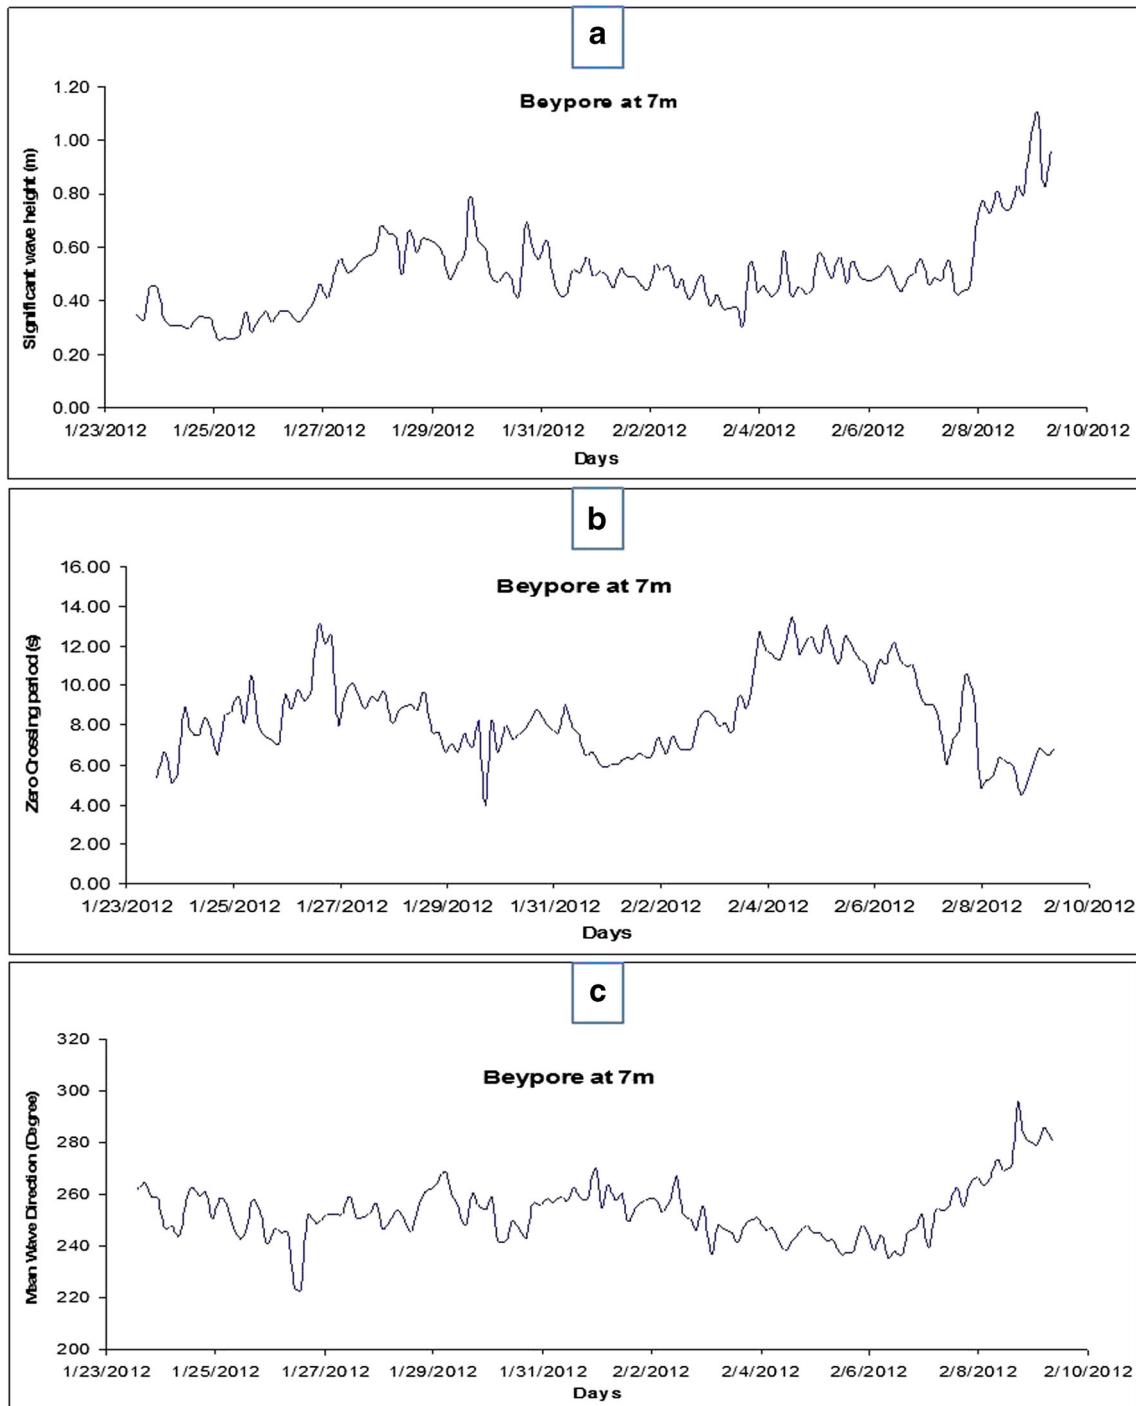 a
Beypore at 7m
Significant wave height (m)
1.20
1.00
0.80
0.60
0.40
0.20
0.00
1/23/2012 1/25/2012 1/27/2012 1/29/2012 1/31/2012 2/2/2012 2/4/2012 2/6/2012 2/8/2012 2/10/2012
Days
b
Beypore at 7m
Zero Crossing period (s)
16.00
14.00
12.00
10.00
8.00
6.00
4.00
2.00
0.00
1/23/2012 1/25/2012 1/27/2012 1/29/2012 1/31/2012 2/2/2012 2/4/2012 2/6/2012 2/8/2012 2/10/2012
Days
c
Beypore at 7m
Mean Wave Direction (Degree)
320
300
280
260
240
220
200
1/23/2012 1/25/2012 1/27/2012 1/29/2012 1/31/2012 2/2/2012 2/4/2012 2/6/2012 2/8/2012 2/10/2012
Days